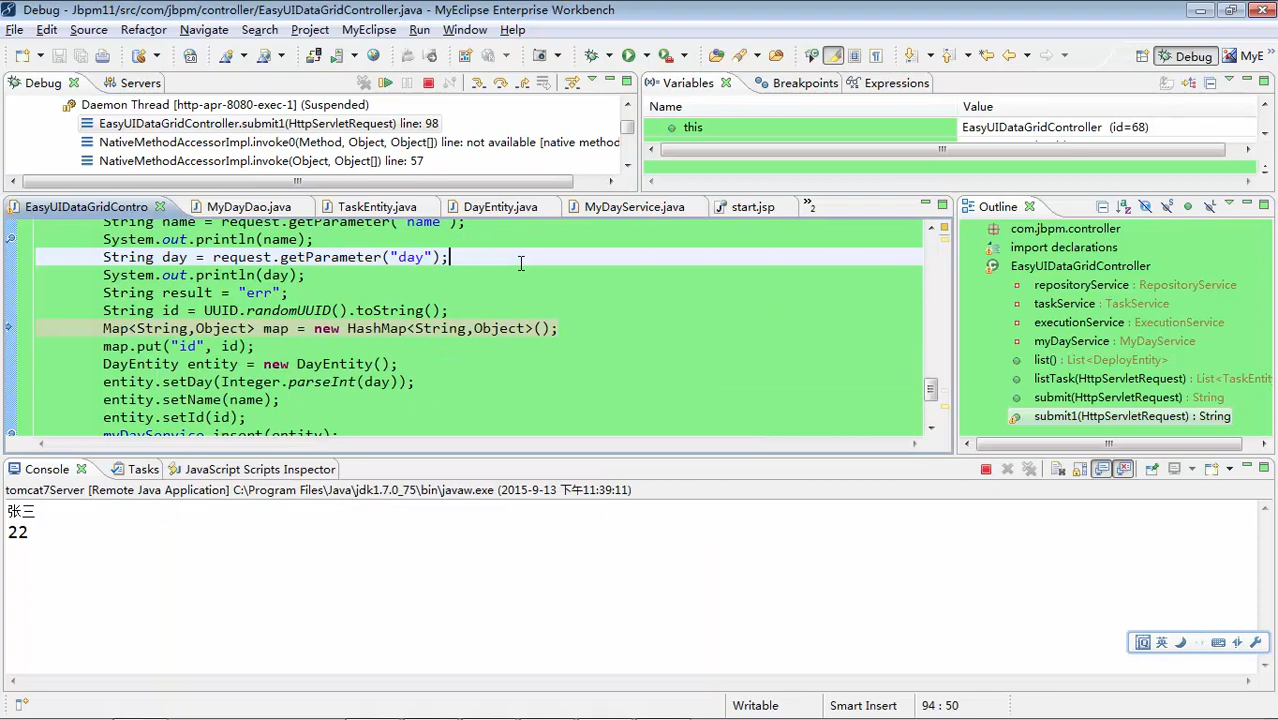 Debug - Jbpm11/src/com/jbpm/controller/EasyUIDataGridController.java - MyEclipse Enterprise Workbench
File Edit Source Refactor Navigate Search Project MyEclipse Run Window Help
Debug MyE
Debug Servers
Daemon Thread [http-apr-8080-exec-1] (Suspended)
EasyUIDataGridController.submit1(HttpServletRequest) line: 98
NativeMethodAccessorImpl.invoke0(Method, Object, Object[]) line: not available [native method
NativeMethodAccessorImpl.invoke(Object, Object[]) line: 57
Variables Breakpoints Expressions
Name Value
this EasyUIDataGridController (id=68)
EasyUIDataGridContro MyDayDao.java TaskEntity.java DayEntity.java MyDayService.java start.jsp »2
String name = request.getParameter("name");
System.out.println(name);
String day = request.getParameter("day");
System.out.println(day);
String result = "err";
String id = UUID.randomUUID().toString();
Map<String,Object> map = new HashMap<String,Object>();
map.put("id", id);
DayEntity entity = new DayEntity();
entity.setDay(Integer.parseInt(day));
entity.setName(name);
entity.setId(id);
myDayService.insert(entity);
Outline
com.jbpm.controller
import declarations
EasyUIDataGridController
repositoryService : RepositoryService
taskService : TaskService
executionService : ExecutionService
myDayService : MyDayService
list() : List<DeployEntity>
listTask(HttpServletRequest) : List<TaskEntit
submit(HttpServletRequest) : String
submit1(HttpServletRequest) : String
Console Tasks JavaScript Scripts Inspector
tomcat7Server [Remote Java Application] C:\Program Files\Java\jdk1.7.0_75\bin\javaw.exe (2015-9-13 下午11:39:11)
张三
22
英
Writable Smart Insert 94 : 50